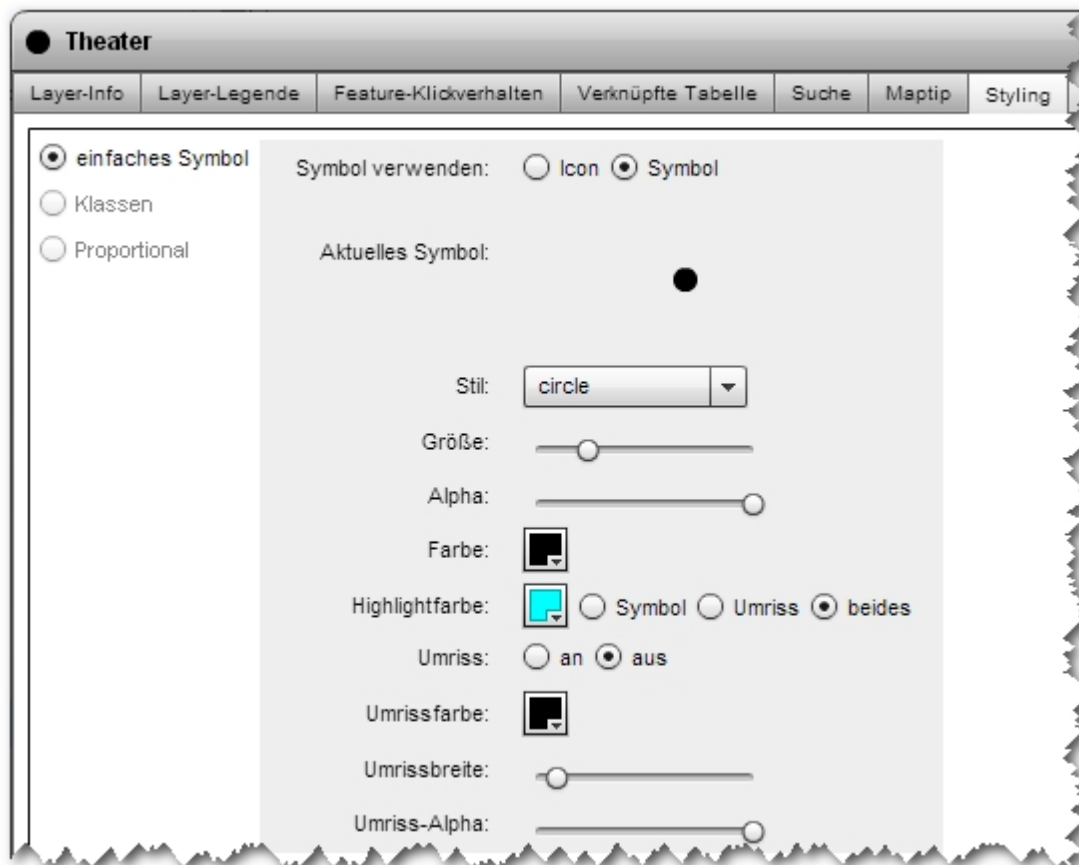 Theater
Layer-Info Layer-Legende Feature-Klickverhalten Verknüpfte Tabelle Suche Maptip Styling
einfaches Symbol
Klassen
Proportional
Symbol verwenden: Icon Symbol
Aktuelles Symbol:
Stil: circle
Größe:
Alpha:
Farbe:
Highlightfarbe: Symbol Umriss beides
Umriss: an aus
Umrissfarbe:
Umrissbreite:
Umriss-Alpha: